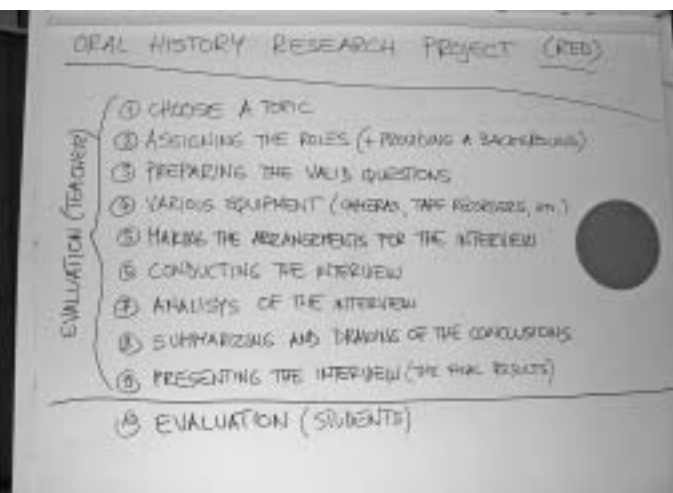 ORAL HISTORY RESEARCH PROJECT (RED)
EVALUATION (TEACHER)
① CHOOSE A TOPIC
② ASSIGNING THE ROLES (+ PROVIDING A BACKGROUND)
③ PREPARING THE VALID QUESTIONS
④ VARIOUS EQUIPMENT (CAMERAS, TAPE RECORDERS, etc.)
⑤ MAKING THE ARRANGEMENTS FOR THE INTERVIEW
⑥ CONDUCTING THE INTERVIEW
⑦ ANALISYS OF THE INTERVIEW
⑧ SUMMARIZING AND DRAWING OF THE CONCLUSIONS
⑨ PRESENTING THE INTERVIEW (THE FINAL RESULTS)
⑩ EVALUATION (STUDENTS)